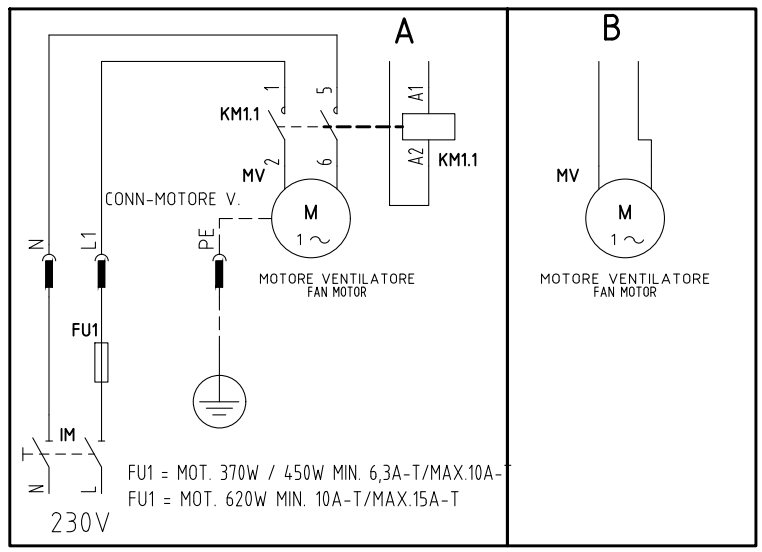 A
B
1
5
A1
KM1.1
A2
KM1.1
2
6
MV
MV
CONN-MOTORE V.
M
1
M
1
N
L1
PE
MOTORE VENTILATORE
FAN MOTOR
MOTORE VENTILATORE
FAN MOTOR
FU1
IM
N
L
FU1 = MOT. 370W / 450W MIN. 6,3A-T/MAX.10A-T
FU1 = MOT. 620W MIN. 10A-T/MAX.15A-T
230V